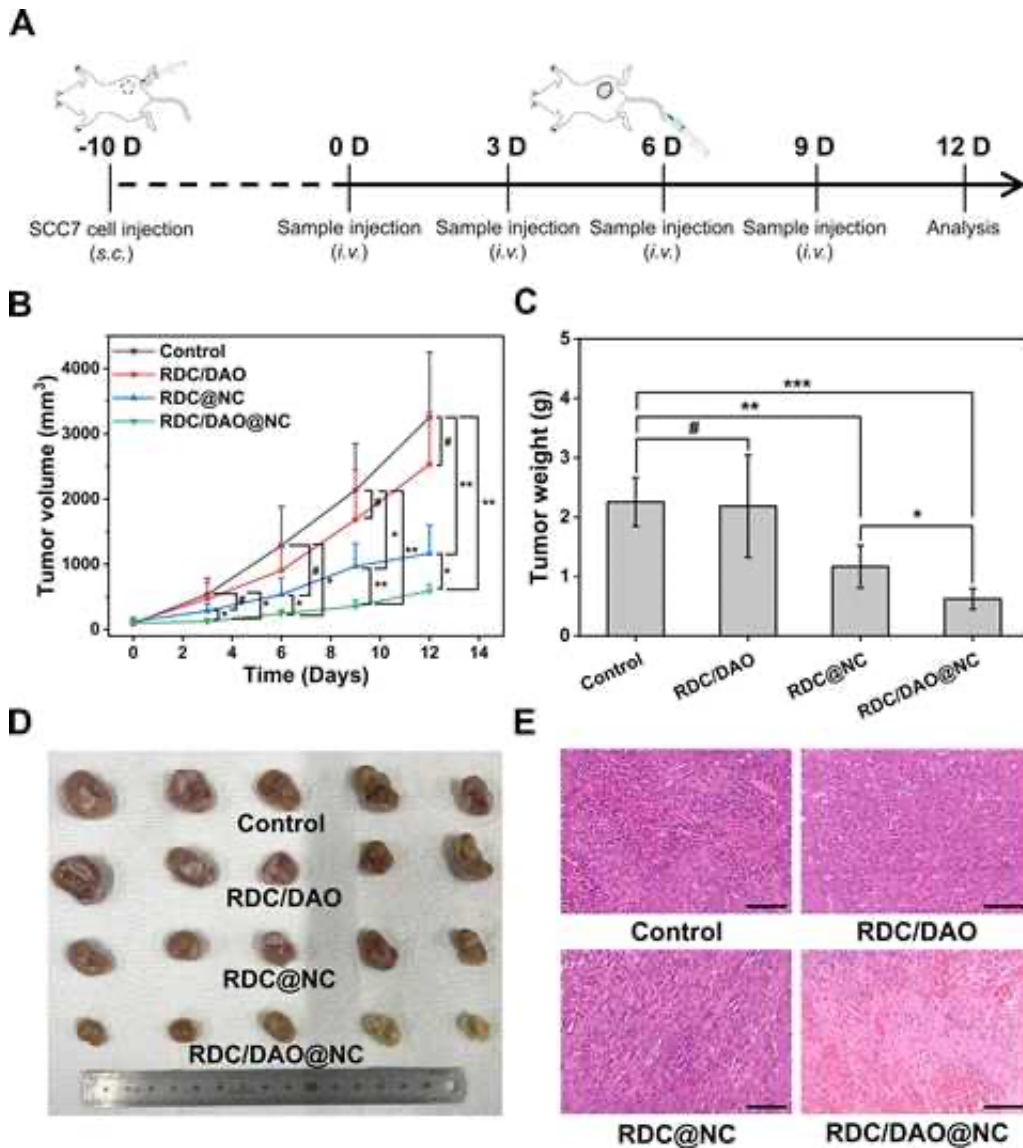 A
-10 D
0 D
3 D
6 D
9 D
12 D
SCC7 cell injection
(s.c.)
Sample injection
(i.v.)
Sample injection
(i.v.)
Sample injection
(i.v.)
Sample injection
(i.v.)
Analysis
B
Control
RDC/DAO
RDC@NC
RDC/DAO@NC
Tumor volume (mm³)
4000
3000
2000
1000
0
# * *
# * *
# * * **
# ** ** *
0 2 4 6 8 10 12 14
Time (Days)
C
Tumor weight (g)
5
4
3
2
1
0
***
**
#
*
Control
RDC/DAO
RDC@NC
RDC/DAO@NC
D
Control
RDC/DAO
RDC@NC
RDC/DAO@NC
E
Control
RDC/DAO
RDC@NC
RDC/DAO@NC